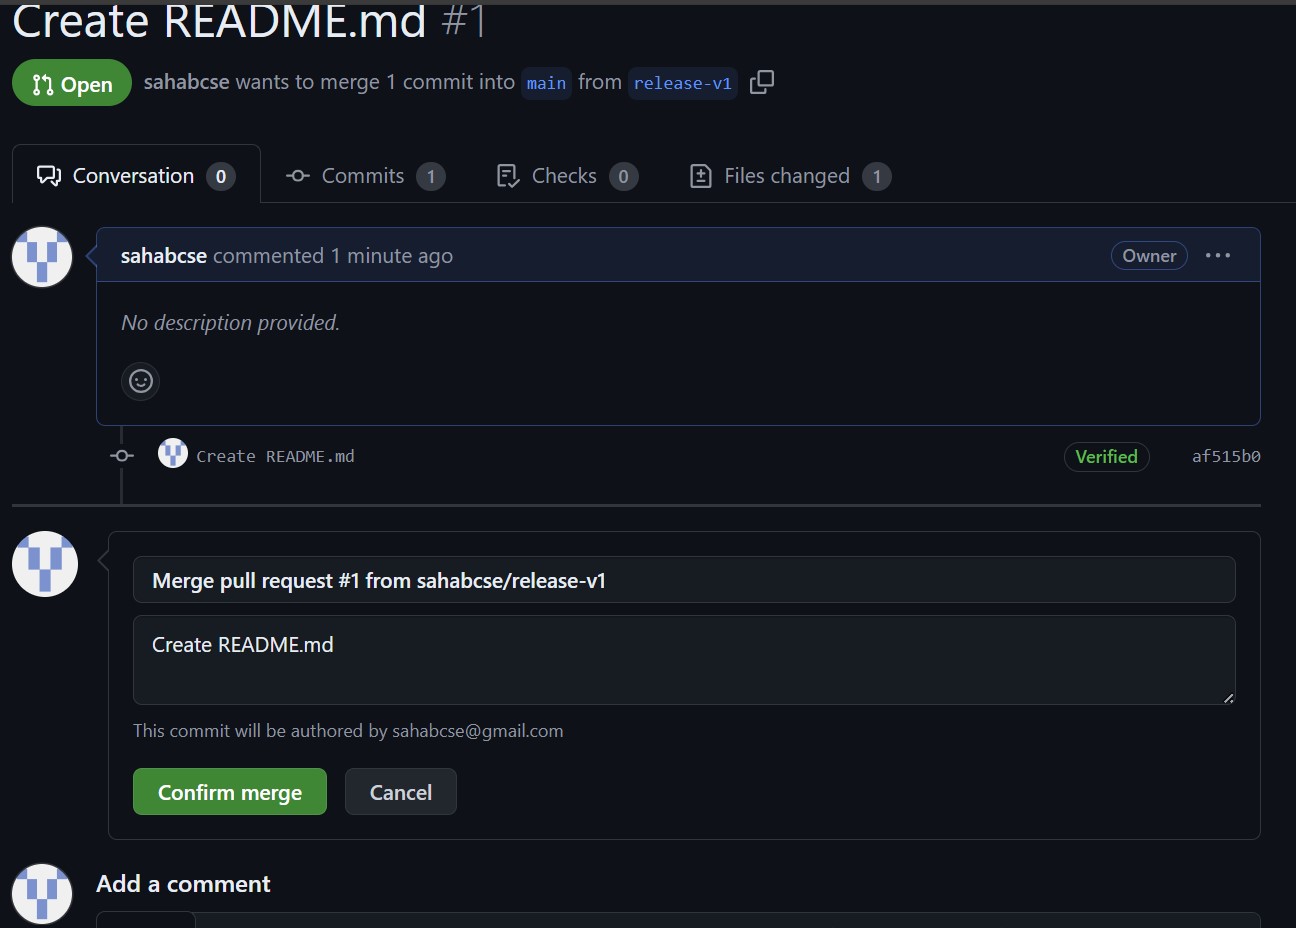 Create README.md #1
Open sahabcse wants to merge 1 commit into main from release-v1
Conversation 0 Commits 1 Checks 0 Files changed 1
sahabcse commented 1 minute ago Owner
No description provided.
Create README.md Verified af515b0
Merge pull request #1 from sahabcse/release-v1
Create README.md
This commit will be authored by sahabcse@gmail.com
Confirm merge Cancel
Add a comment